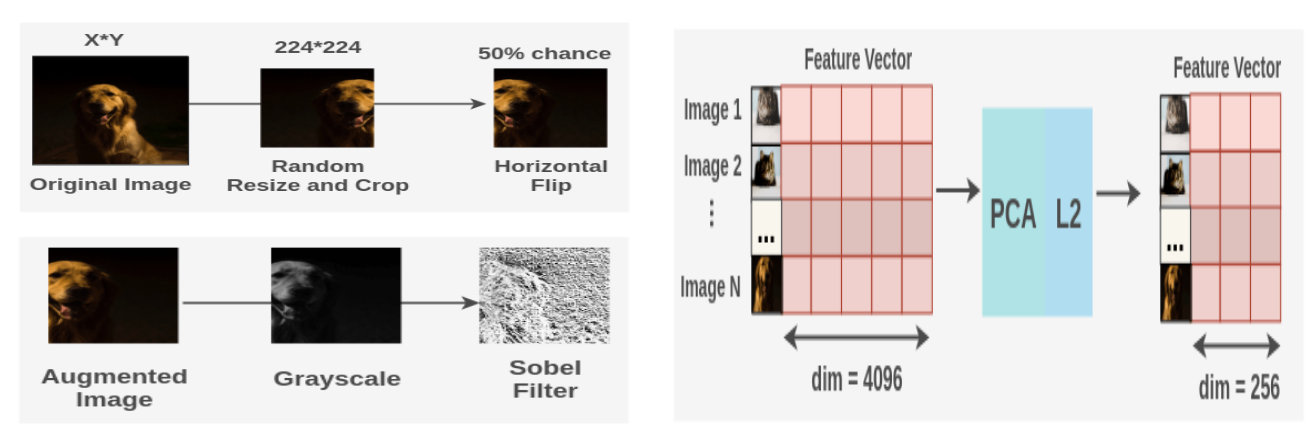 X*Y
224*224
50% chance
Original Image
Random
Resize and Crop
Horizontal
Flip
Augmented
Image
Grayscale
Sobel
Filter
Feature Vector
Image 1
Image 2
...
Image N
...
dim = 4096
PCA
L2
Feature Vector
...
dim = 256